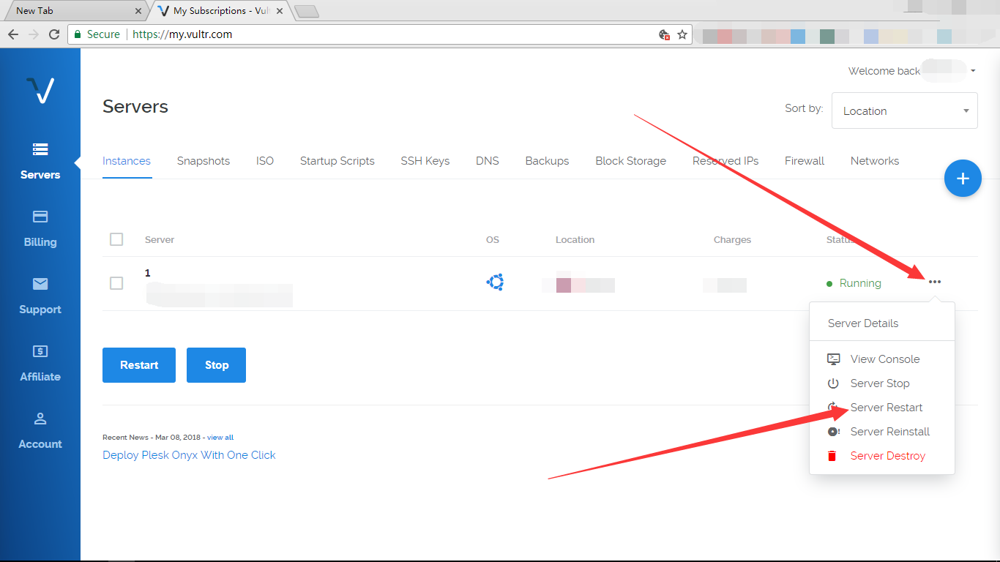 New Tab
My Subscriptions - Vul
Secure
https://my.vultr.com
Welcome back
Servers
Sort by:
Location
Instances Snapshots ISO Startup Scripts SSH Keys DNS Backups Block Storage Reserved IPs Firewall Networks
Servers
Billing
Support
Affiliate
Account
Server OS Location Charges Status
1
Running
Server Details
View Console
Server Stop
Server Restart
Server Reinstall
Server Destroy
Restart Stop
Recent News - Mar 08, 2018 - view all
Deploy Plesk Onyx With One Click